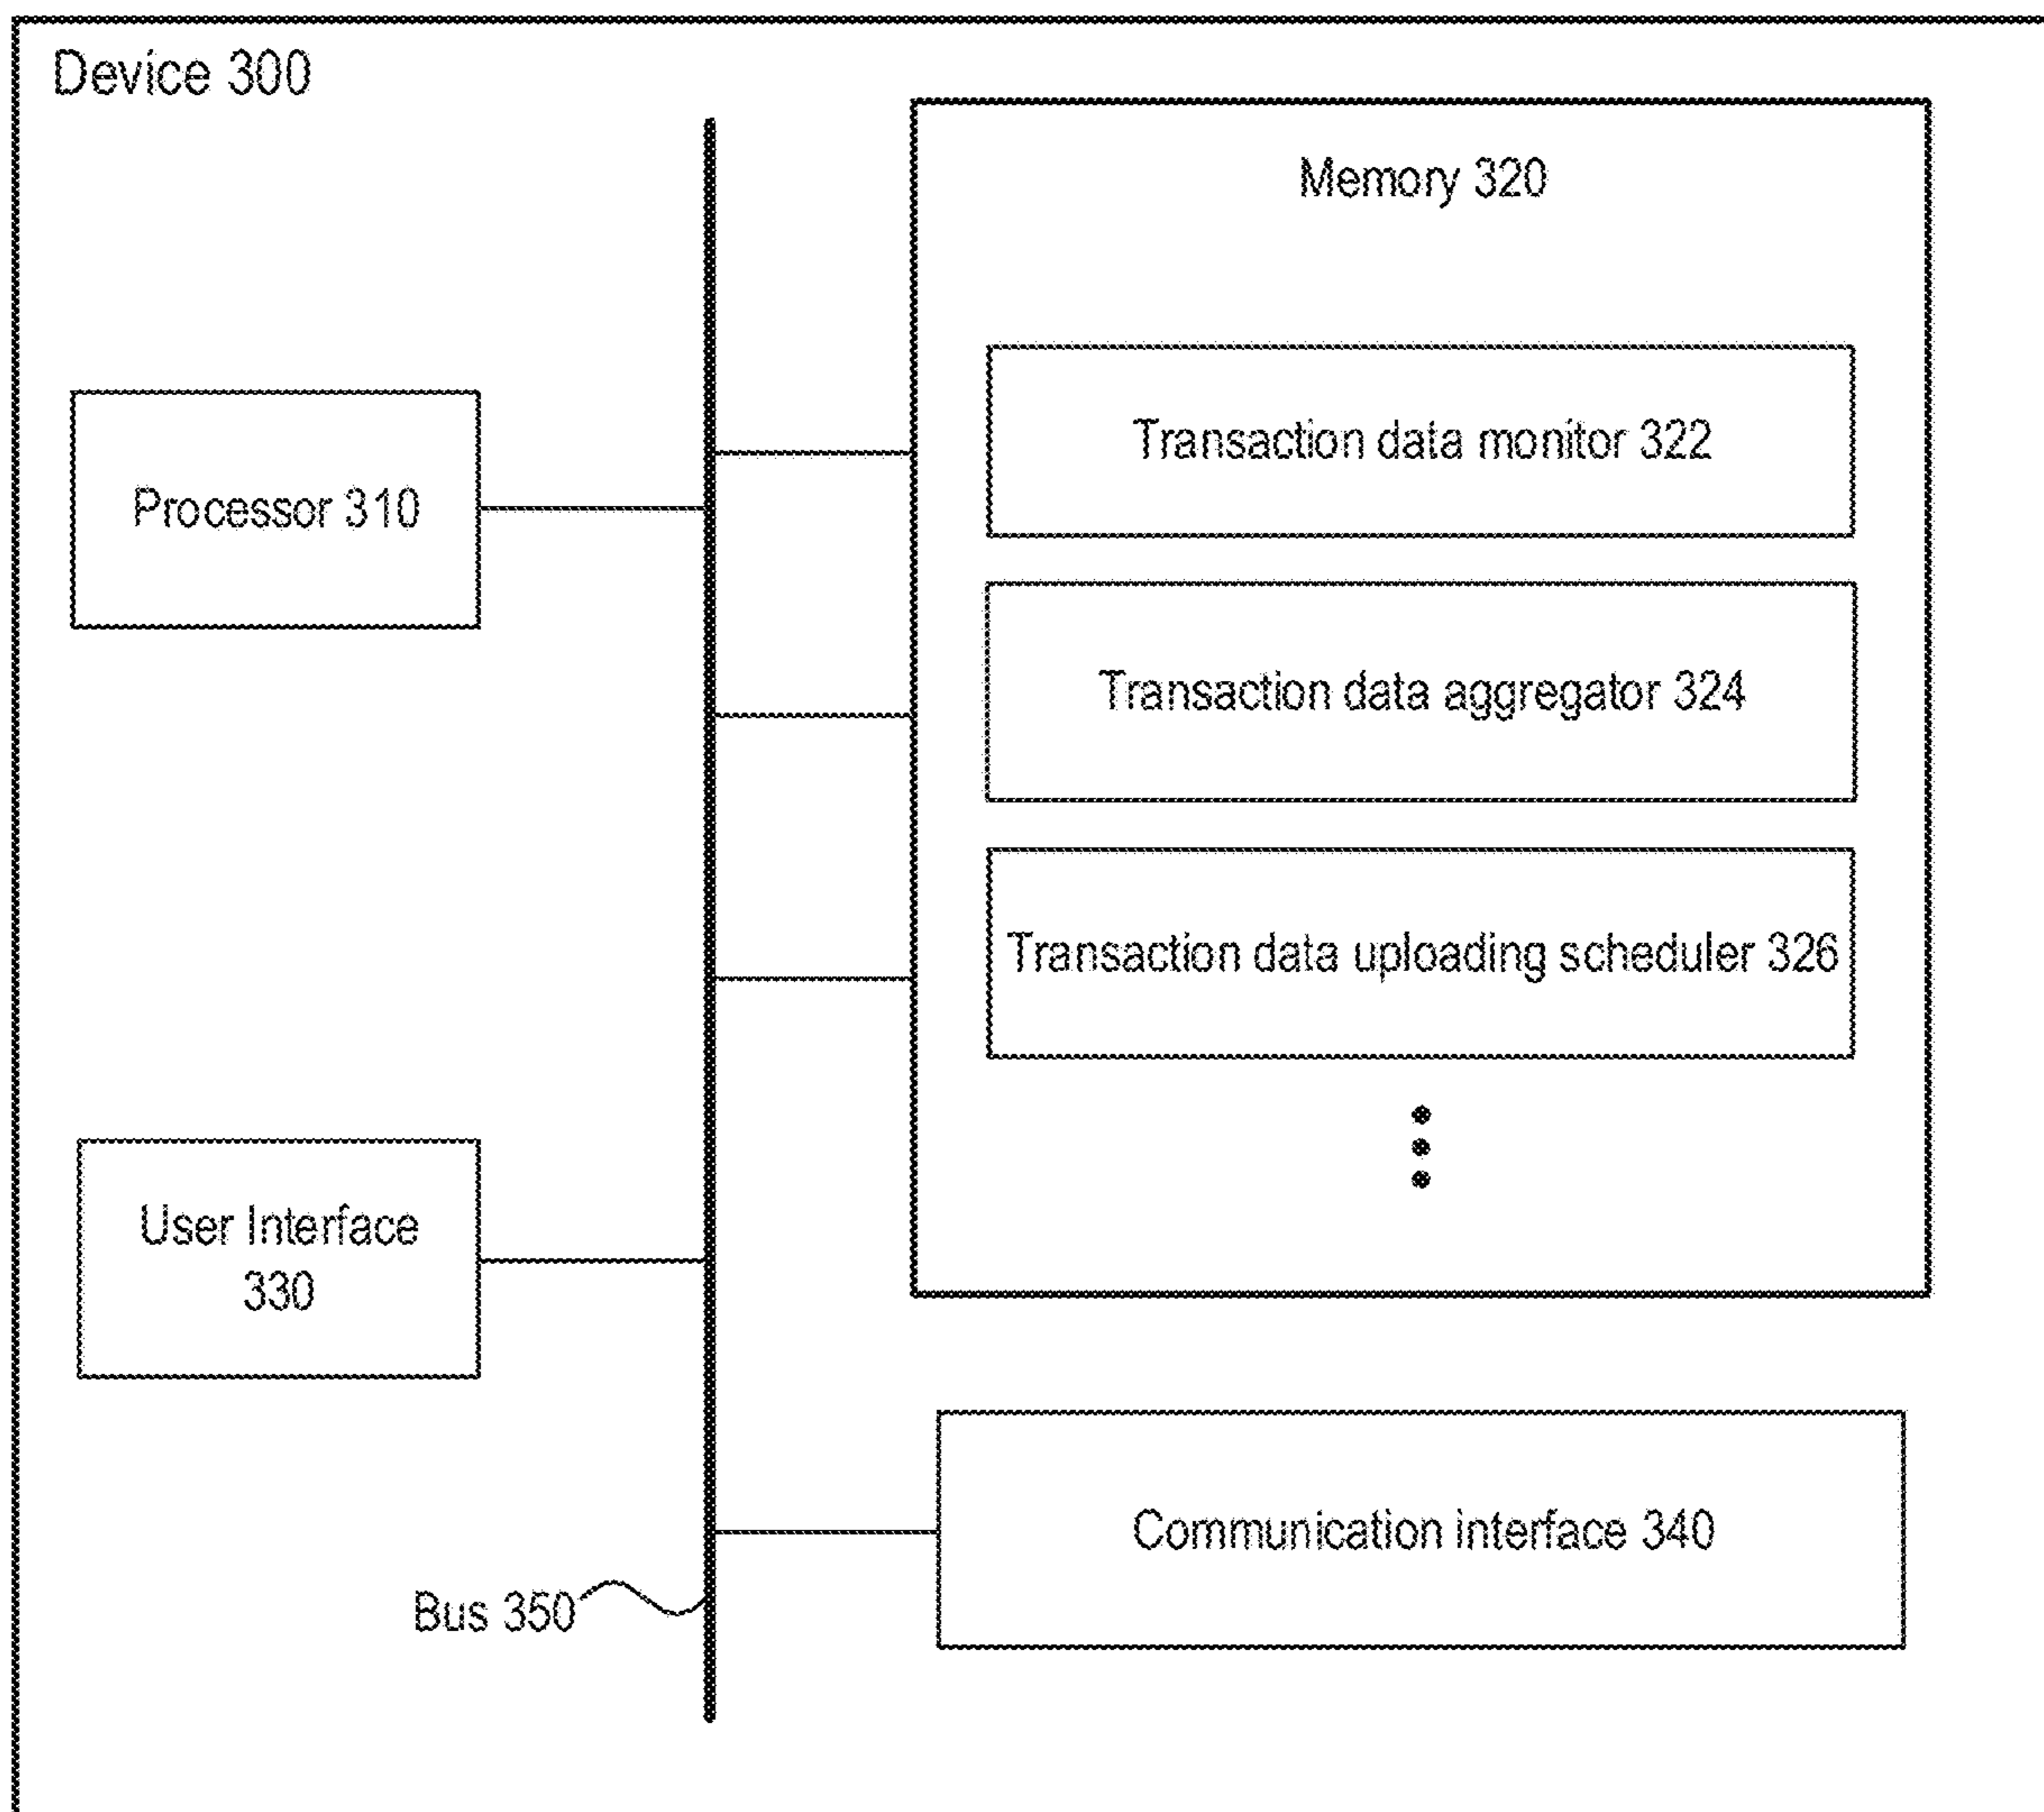 Device 300
Memory 320
Transaction data monitor 322
Processor 310
Transaction data aggregator 324
Transaction data uploading scheduler 326
User Interface
330
Communication interface 340
Bus 350